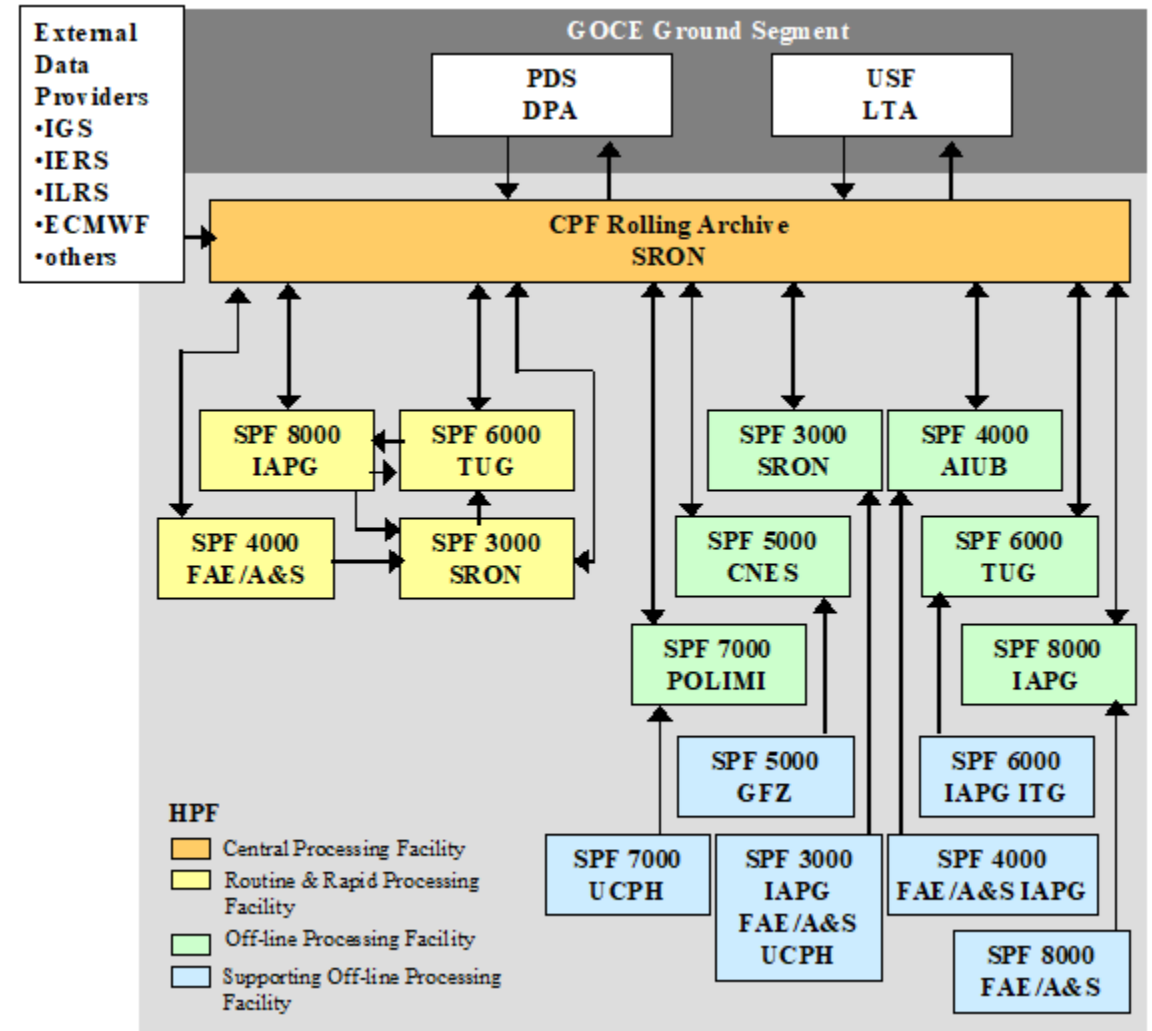 External
Data
Providers
•IGS
•IERS
•ILRS
•ECMWF
•others
GOCE Ground Segment
PDS
DPA
USF
LTA
CPF Rolling Archive
SRON
SPF 8000
IAPG
SPF 6000
TUG
SPF 4000
FAE/A&S
SPF 3000
SRON
SPF 3000
SRON
SPF 4000
AIUB
SPF 5000
CNES
SPF 6000
TUG
SPF 7000
POLIMI
SPF 8000
IAPG
SPF 5000
GFZ
SPF 6000
IAPG ITG
SPF 7000
UCPH
SPF 3000
IAPG
FAE/A&S
UCPH
SPF 4000
FAE/A&S IAPG
SPF 8000
FAE/A&S
HPF
Central Processing Facility
Routine & Rapid Processing
Facility
Off-line Processing Facility
Supporting Off-line Processing
Facility